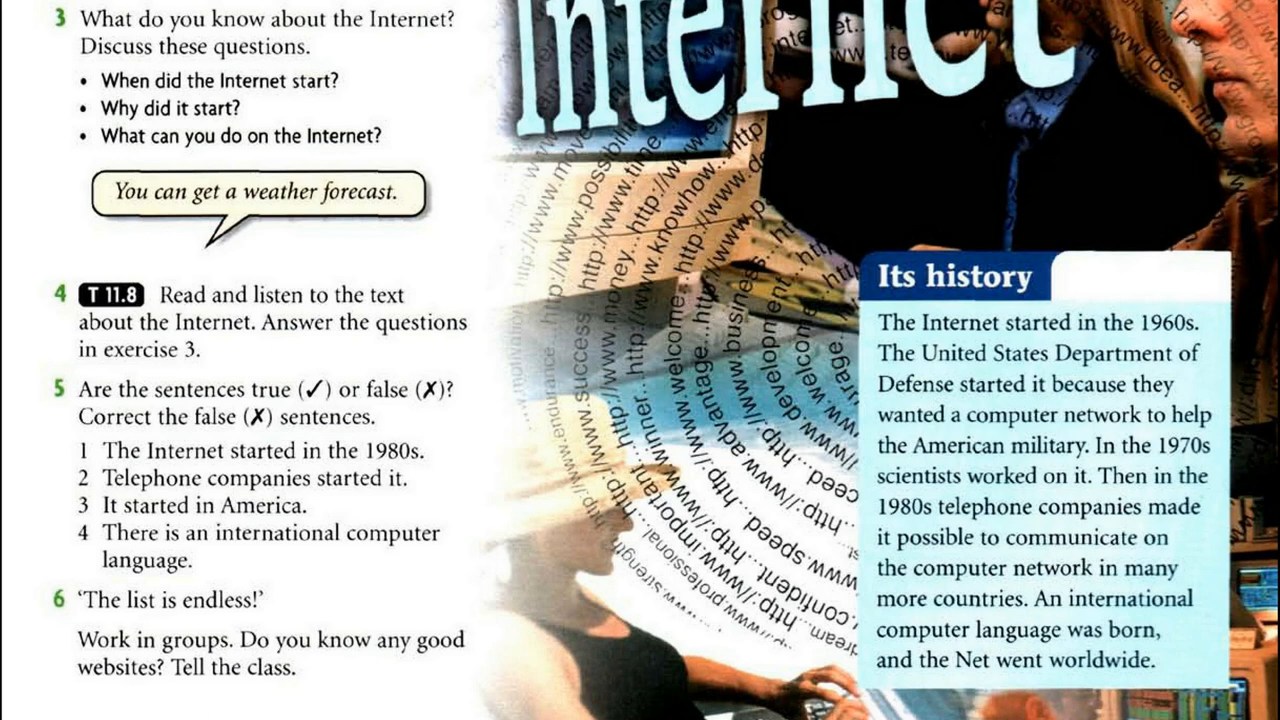 3 What do you know about the Internet?
Discuss these questions.
• When did the Internet start?
• Why did it start?
• What can you do on the Internet?
You can get a weather forecast.
4 T 11.8 Read and listen to the text
about the Internet. Answer the questions
in exercise 3.
5 Are the sentences true (✓) or false (✗)?
Correct the false (✗) sentences.
1 The Internet started in the 1980s.
2 Telephone companies started it.
3 It started in America.
4 There is an international computer
language.
6 ‘The list is endless!’
Work in groups. Do you know any good
websites? Tell the class.
Internet
Its history
The Internet started in the 1960s.
The United States Department of
Defense started it because they
wanted a computer network to help
the American military. In the 1970s
scientists worked on it. Then in the
1980s telephone companies made
it possible to communicate on
the computer network in many
more countries. An international
computer language was born,
and the Net went worldwide.